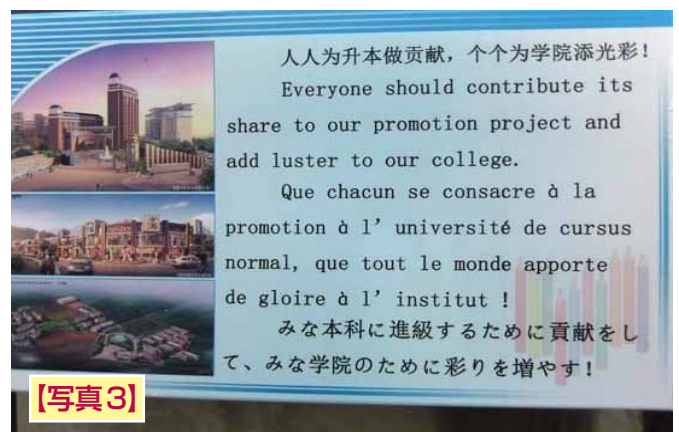 人人为升本做贡献，个个为学院添光彩！
Everyone should contribute its
share to our promotion project and
add luster to our college.
Que chacun se consacre à la
promotion à l’université de cursus
normal, que tout le monde apporte
de gloire à l’institut !
みな本科に進級するために貢献をし
て、みな学院のために彩りを増やす！
【写真3】